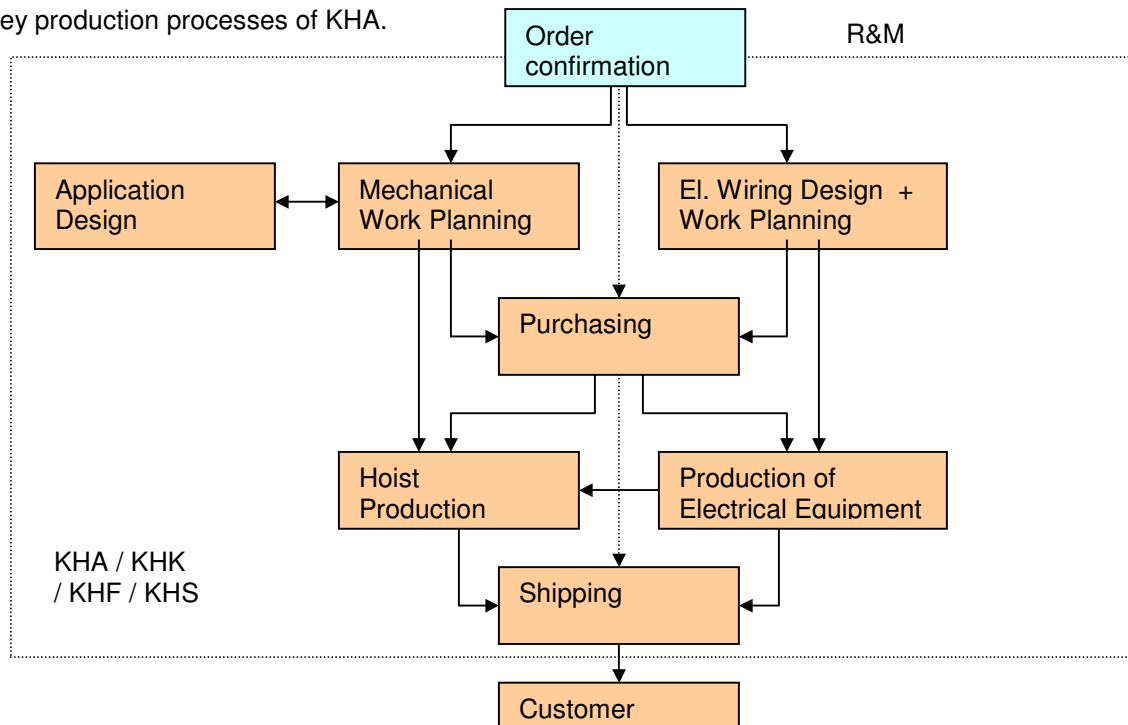 ey production processes of KHA.
R&M
Order
confirmation
Application
Design
Mechanical
Work Planning
El. Wiring Design +
Work Planning
Purchasing
Hoist
Production
Production of
Electrical Equipment
KHA / KHK
/ KHF / KHS
Shipping
Customer